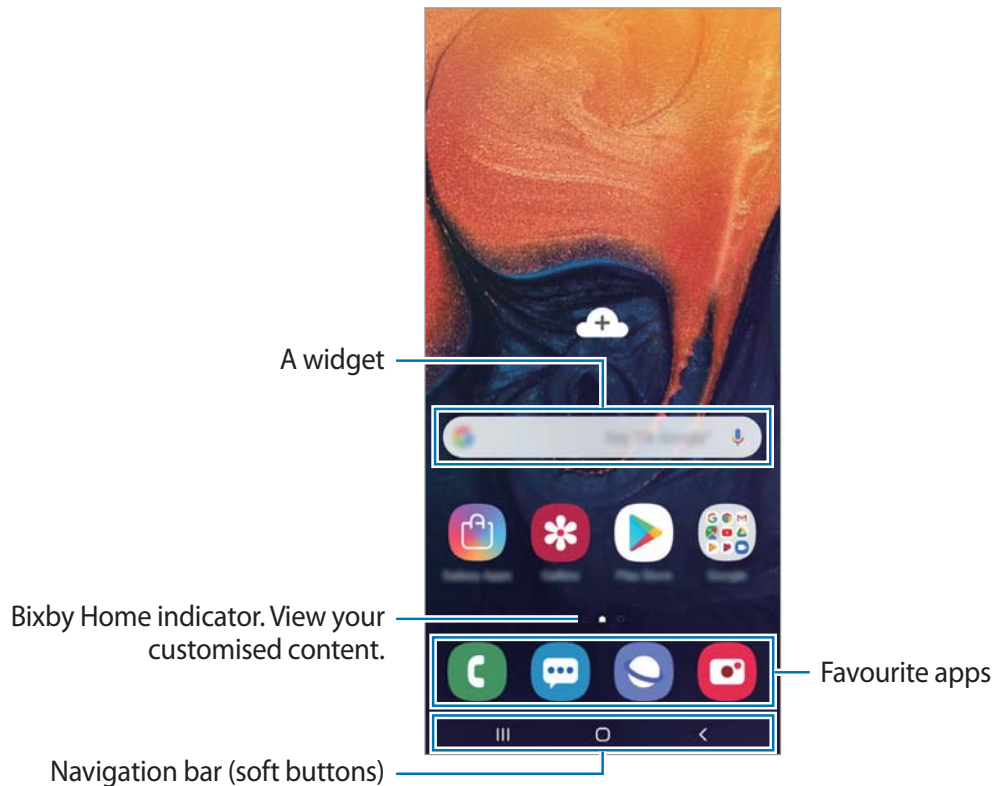 A widget
Bixby Home indicator. View your
customised content.
Favourite apps
Navigation bar (soft buttons)